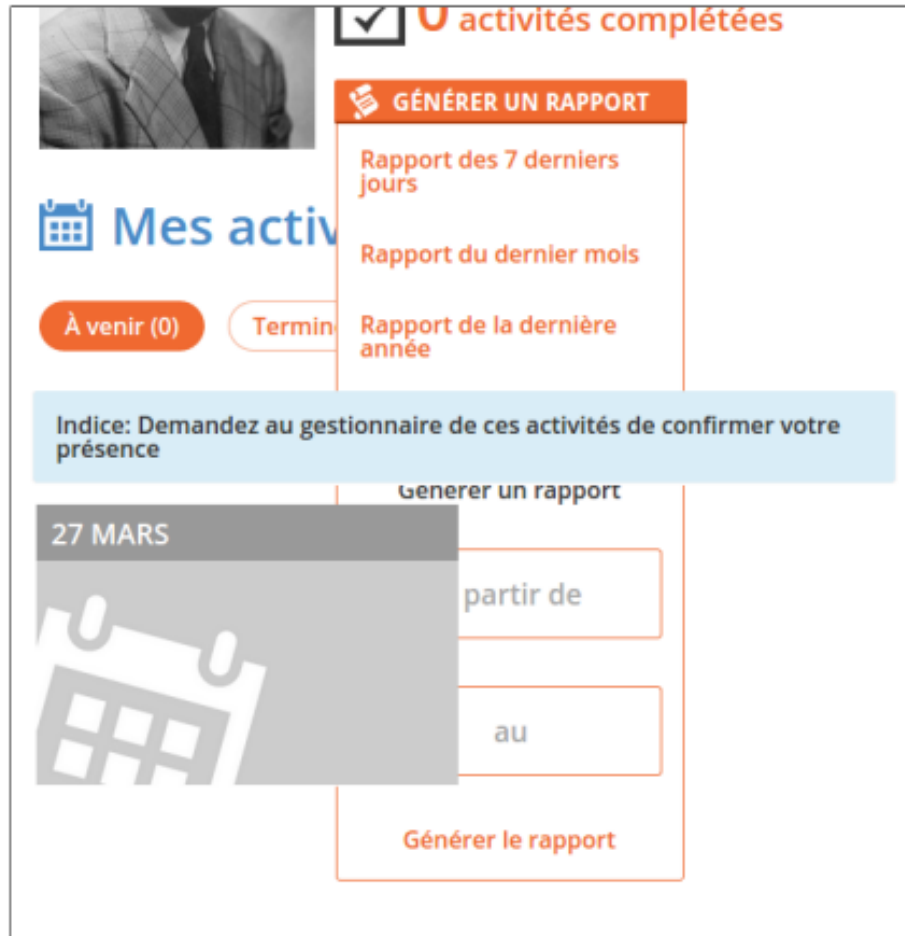 0 activités complétées
GÉNÉRER UN RAPPORT
Rapport des 7 derniers
jours
Mes activ
Rapport du dernier mois
À venir (0)
Termin
Rapport de la dernière
année
Indice: Demandez au gestionnaire de ces activités de confirmer votre
présence
Générer un rapport
27 MARS
partir de
au
Générer le rapport